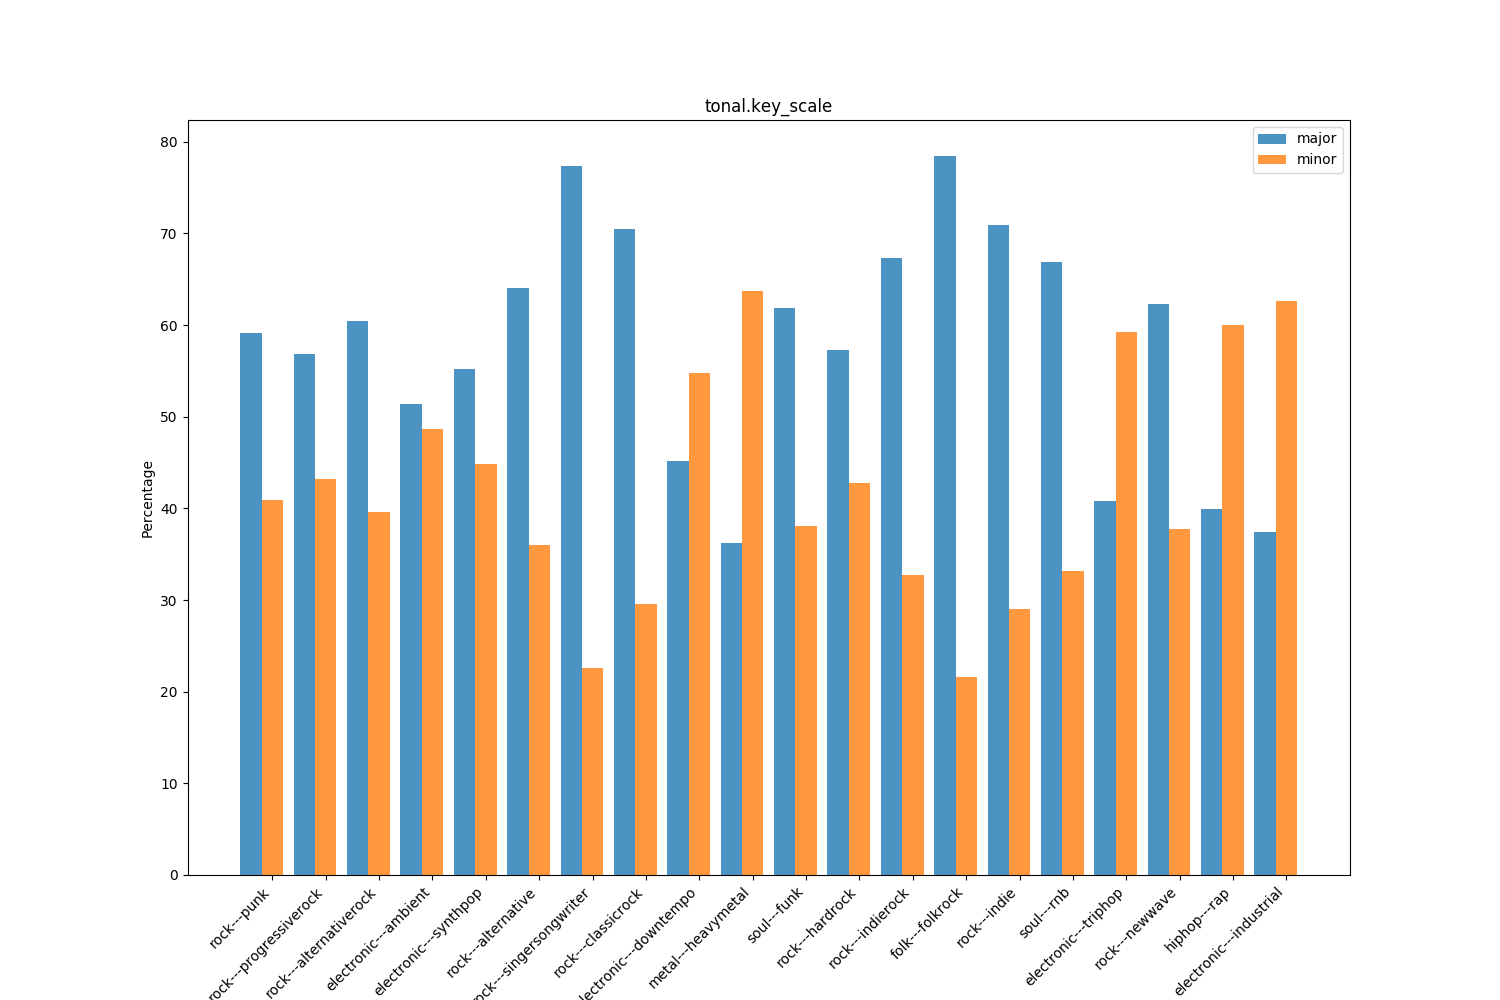 tonal.key_scale
major
minor
Percentage
80
70
60
50
40
30
20
10
0
rock---punk
rock---progressiverock
rock---alternativerock
electronic---ambient
electronic---synthpop
rock---alternative
rock---singersongwriter
rock---classicrock
electronic---downtempo
metal---heavymetal
soul---funk
rock---hardrock
rock---indierock
folk---folkrock
rock---indie
soul---rnb
electronic---triphop
rock---newwave
hiphop---rap
electronic---industrial